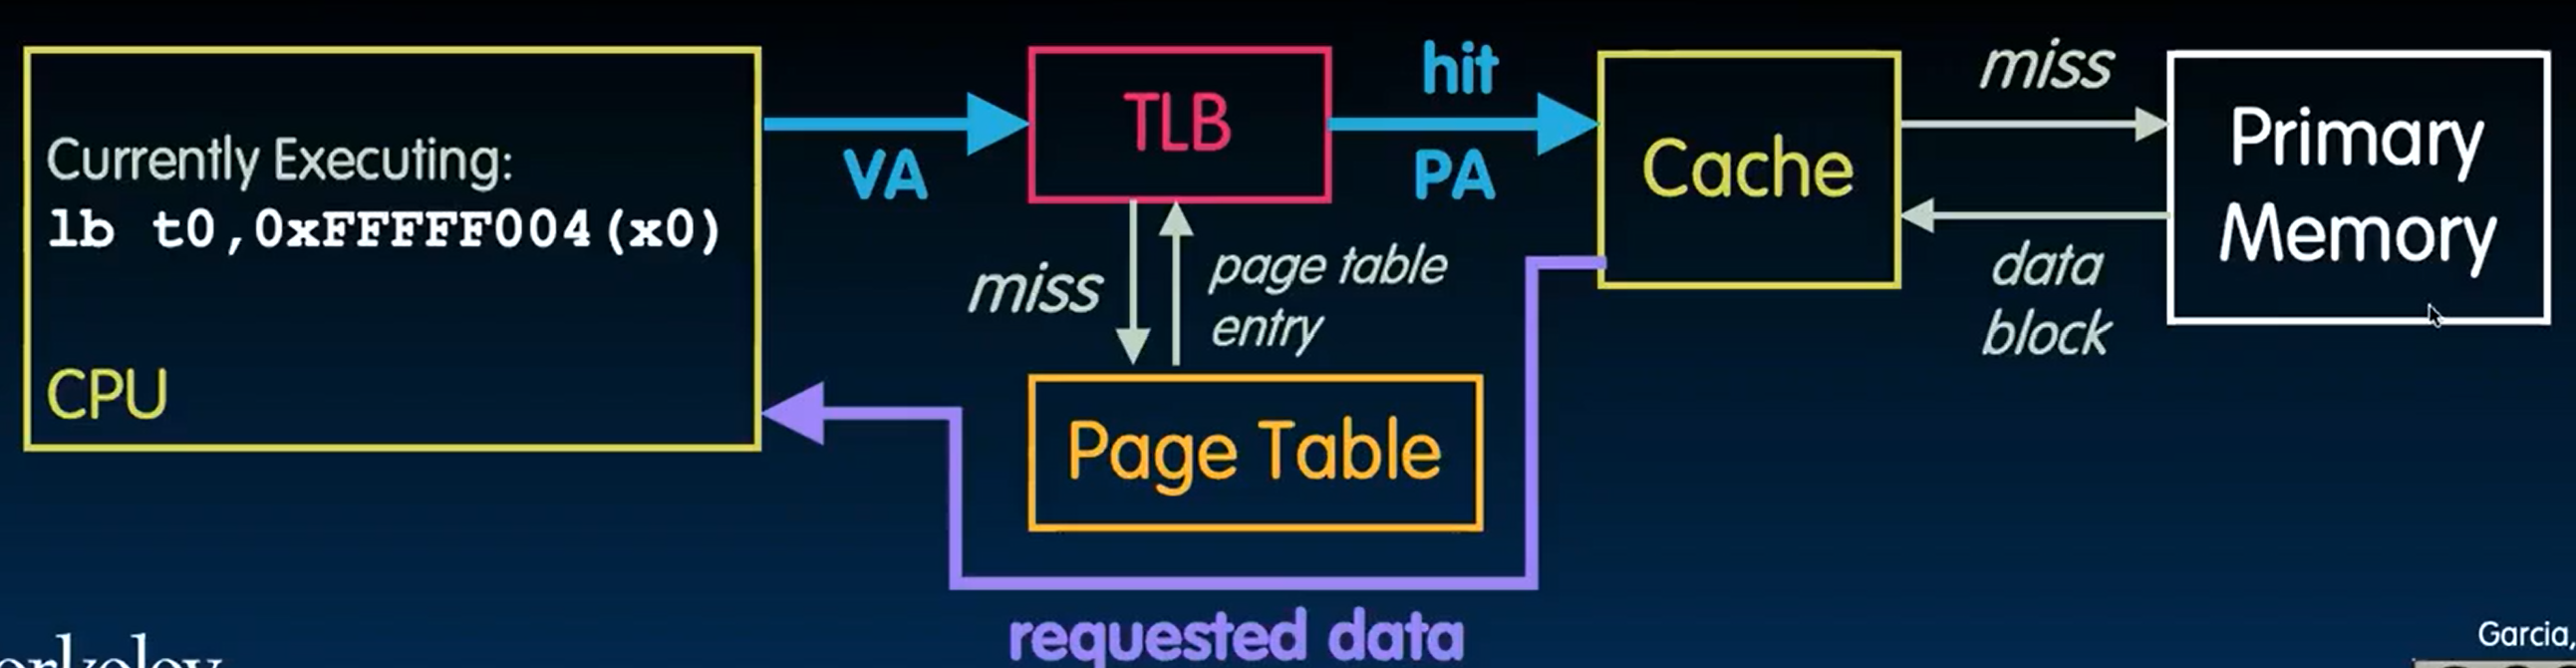 Currently Executing:
lb t0,0xFFFFF004(x0)
CPU
VA
TLB
hit
PA
Cache
miss
Primary
Memory
data
block
miss
page table
entry
Page Table
requested data
Garcia,